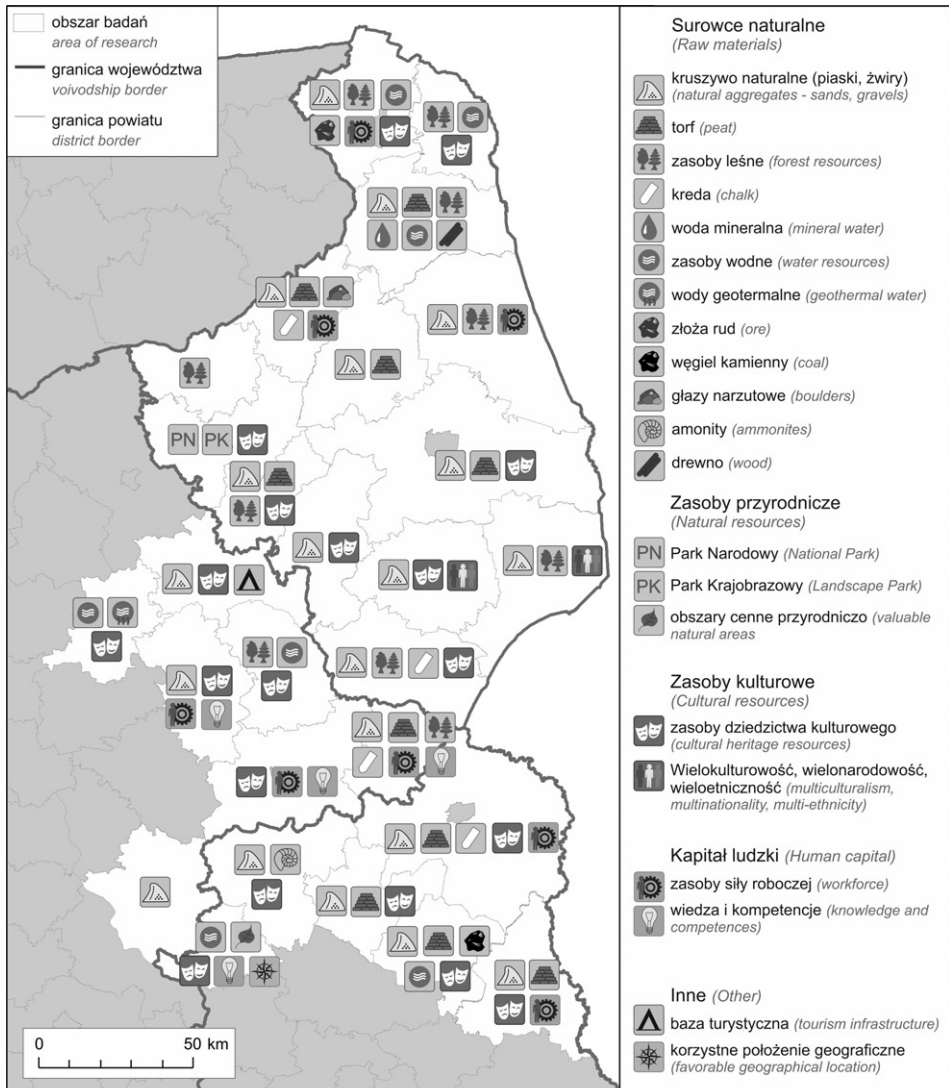 obszar badań
area of research
granica województwa
voivodship border
granica powiatu
district border
PN PK
0 50 km
Surowce naturalne
(Raw materials)
kruszywo naturalne (piaski, żwiry)
(natural aggregates - sands, gravels)
torf (peat)
zasoby leśne (forest resources)
kreda (chalk)
woda mineralna (mineral water)
zasoby wodne (water resources)
wody geotermalne (geothermal water)
złoża rud (ore)
węgiel kamienny (coal)
głazy narzutowe (boulders)
amonity (ammonites)
drewno (wood)
Zasoby przyrodnicze
(Natural resources)
PN Park Narodowy (National Park)
PK Park Krajobrazowy (Landscape Park)
obszary cenne przyrodniczo (valuable
natural areas
Zasoby kulturowe
(Cultural resources)
zasoby dziedzictwa kulturowego
(cultural heritage resources)
Wielokulturowość, wielonarodowość,
wieloetniczność (multiculturalism,
multinationality, multi-ethnicity)
Kapitał ludzki (Human capital)
zasoby siły roboczej (workforce)
wiedza i kompetencje (knowledge and
competences)
Inne (Other)
baza turystyczna (tourism infrastructure)
korzystne położenie geograficzne
(favorable geographical location)